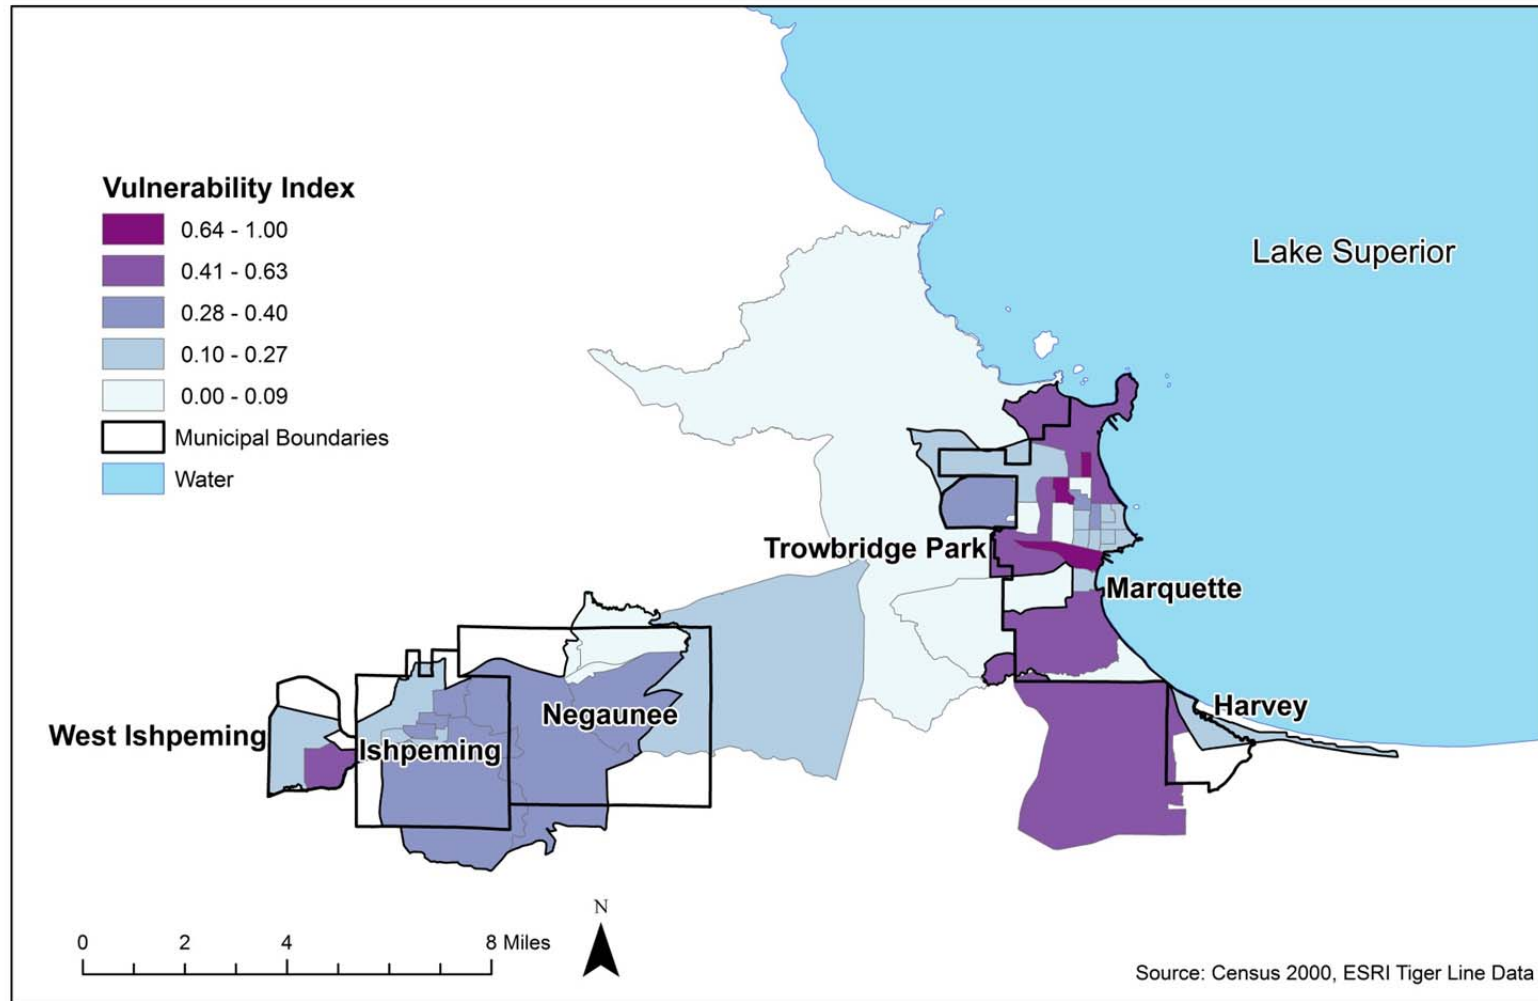 Vulnerability Index
0.64 - 1.00
0.41 - 0.63
0.28 - 0.40
0.10 - 0.27
0.00 - 0.09
Municipal Boundaries
Water
Lake Superior
Trowbridge Park
Marquette
Harvey
Negaunee
West Ishpeming
Ishpeming
N
0 2 4 8 Miles
Source: Census 2000, ESRI Tiger Line Data